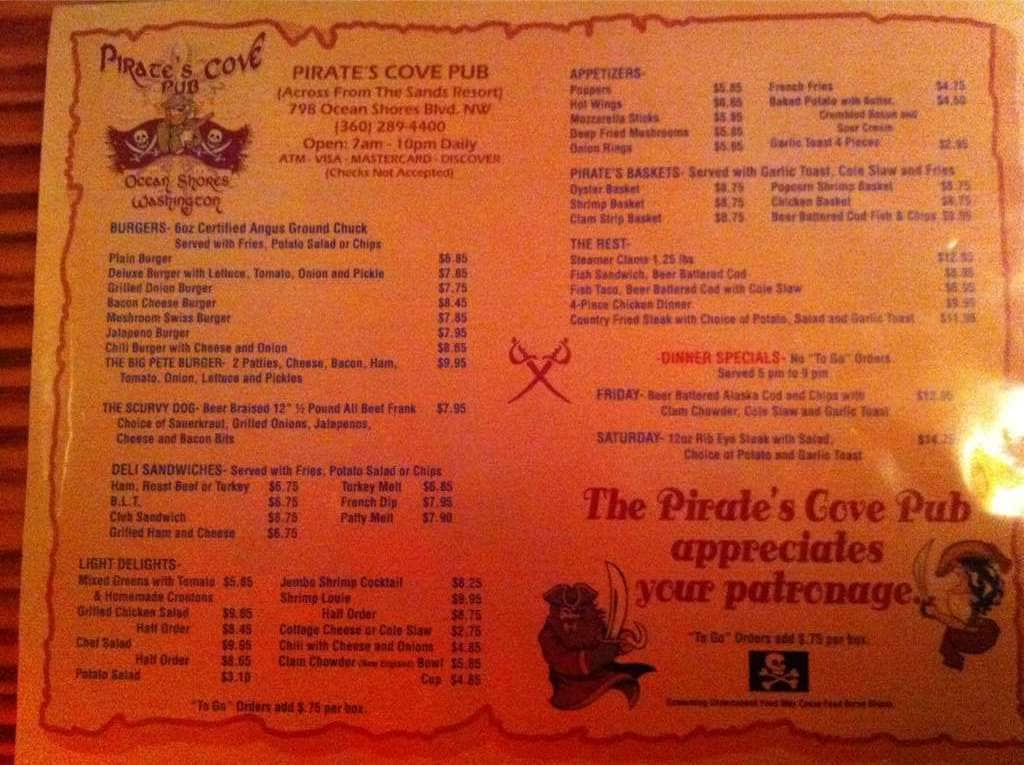 PIRATE'S COVE
PUB
Ocean Shores
Washington
PIRATE'S COVE PUB
(Across From The Sands Resort)
798 Ocean Shores Blvd. NW
(360) 289-4400
Open: 7am - 10pm Daily
ATM - VISA - MASTERCARD - DISCOVER
(Checks Not Accepted)
BURGERS- 6oz Certified Angus Ground Chuck
Served with Fries, Potato Salad or Chips
Plain Burger $6.85
Deluxe Burger with Lettuce, Tomato, Onion and Pickle $7.85
Grilled Onion Burger $7.75
Bacon Cheese Burger $8.45
Mushroom Swiss Burger $7.85
Jalapeno Burger $7.95
Chili Burger with Cheese and Onion $8.65
THE BIG PETE BURGER- 2 Patties, Cheese, Bacon, Ham, $9.95
Tomato, Onion, Lettuce and Pickles
THE SCURVY DOG- Beer Braised 12" ½ Pound All Beef Frank $7.95
Choice of Sauerkraut, Grilled Onions, Jalapenos,
Cheese and Bacon Bits
DELI SANDWICHES- Served with Fries, Potato Salad or Chips
Ham, Roast Beef or Turkey $6.75 Turkey Melt $6.85
B.L.T. $6.75 French Dip $7.95
Club Sandwich $8.75 Patty Melt $7.90
Grilled Ham and Cheese $6.75
LIGHT DELIGHTS-
Mixed Greens with Tomato $5.65 Jumbo Shrimp Cocktail $8.25
& Homemade Croutons Shrimp Louie $9.95
Grilled Chicken Salad $9.95 Half Order $8.75
Half Order $8.45 Cottage Cheese or Cole Slaw $2.75
Chef Salad $9.95 Chili with Cheese and Onions $4.85
Half Order $8.65 Clam Chowder (New England) Bowl $5.85
Potato Salad $3.10 Cup $4.85
"To Go" Orders add $.75 per box.
APPETIZERS-
Poppers $5.85 French Fries $4.75
Hot Wings Baked Potato with Butter, $4.50
Mozzarella Sticks Crumbled Bacon and
Deep Fried Mushrooms $5.85 Sour Cream
Onion Rings $5.65 Garlic Toast 4 Pieces $2.95
PIRATE'S BASKETS- Served with Garlic Toast, Cole Slaw and Fries
Oyster Basket $8.75 Popcorn Shrimp Basket $8.75
Shrimp Basket $8.75 Chicken Basket $8.75
Clam Strip Basket $8.75 Beer Battered Cod Fish & Chips
THE REST-
Steamer Clams 1.25 lbs $12.95
Fish Sandwich, Beer Battered Cod
Fish Taco, Beer Battered Cod with Cole Slaw
4-Piece Chicken Dinner
Country Fried Steak with Choice of Potato, Salad and Garlic Toast $11.95
DINNER SPECIALS- No "To Go" Orders
Served 5 pm to 9 pm
FRIDAY- Beer Battered Alaska Cod and Chips with $12.95
Clam Chowder, Cole Slaw and Garlic Toast
SATURDAY- 12oz Rib Eye Steak with Salad,
Choice of Potato and Garlic Toast
The Pirate's Cove Pub
appreciates
your patronage.
"To Go" Orders add $.75 per box.
Consuming Undercooked Food May Cause Food Borne Illness.